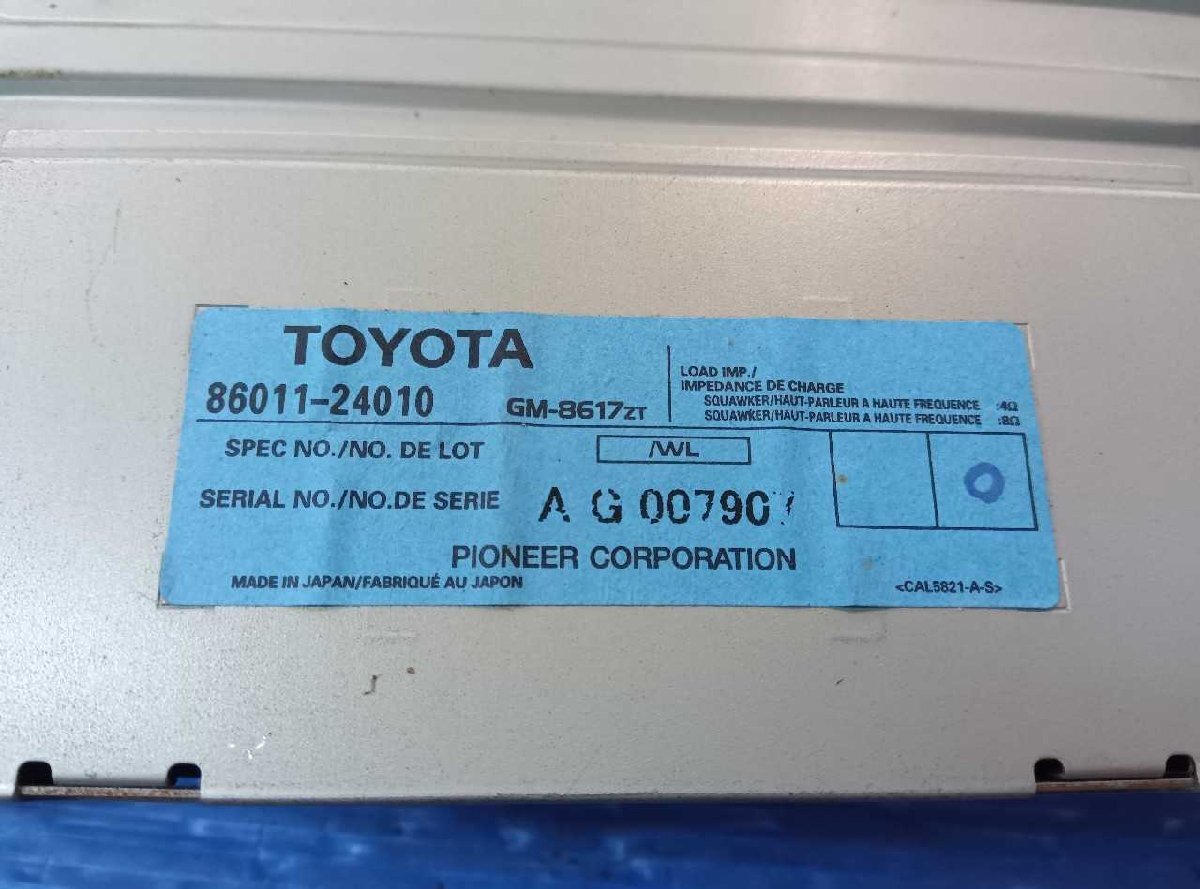 TOYOTA
86011-24010
GM-8617ZT
LOAD IMP./
IMPEDANCE DE CHARGE
SQUAWKER/HAUT-PARLEUR A HAUTE FREQUENCE :4Ω
SQUAWKER/HAUT-PARLEUR A HAUTE FREQUENCE :8Ω
SPEC NO./NO. DE LOT /WL
SERIAL NO./NO.DE SERIE
PIONEER CORPORATION
MADE IN JAPAN/FABRIQUÉ AU JAPON
<CAL5821-A-S>